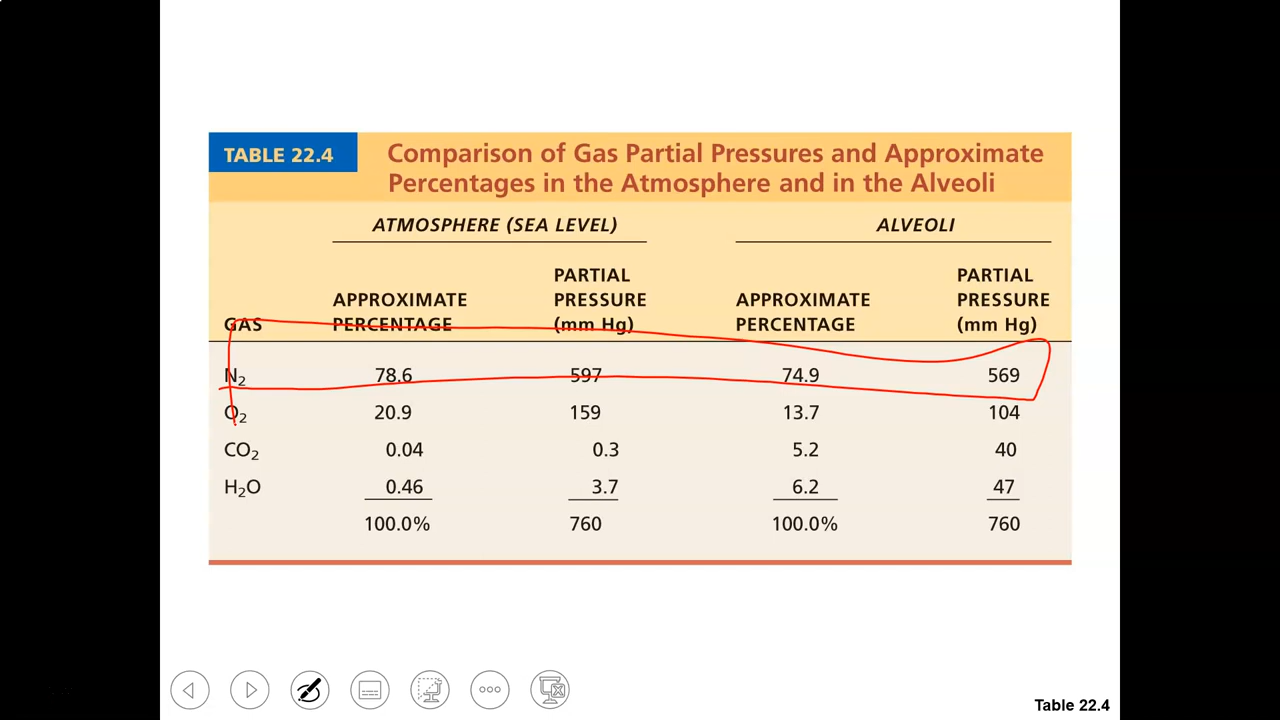 TABLE 22.4
Comparison of Gas Partial Pressures and Approximate
Percentages in the Atmosphere and in the Alveoli
ATMOSPHERE (SEA LEVEL) ALVEOLI
PARTIAL PARTIAL
APPROXIMATE PRESSURE APPROXIMATE PRESSURE
GAS PERCENTAGE (mm Hg) PERCENTAGE (mm Hg)
N₂ 78.6 597 74.9 569
O₂ 20.9 159 13.7 104
CO₂ 0.04 0.3 5.2 40
H₂O 0.46 3.7 6.2 47
100.0% 760 100.0% 760
Table 22.4